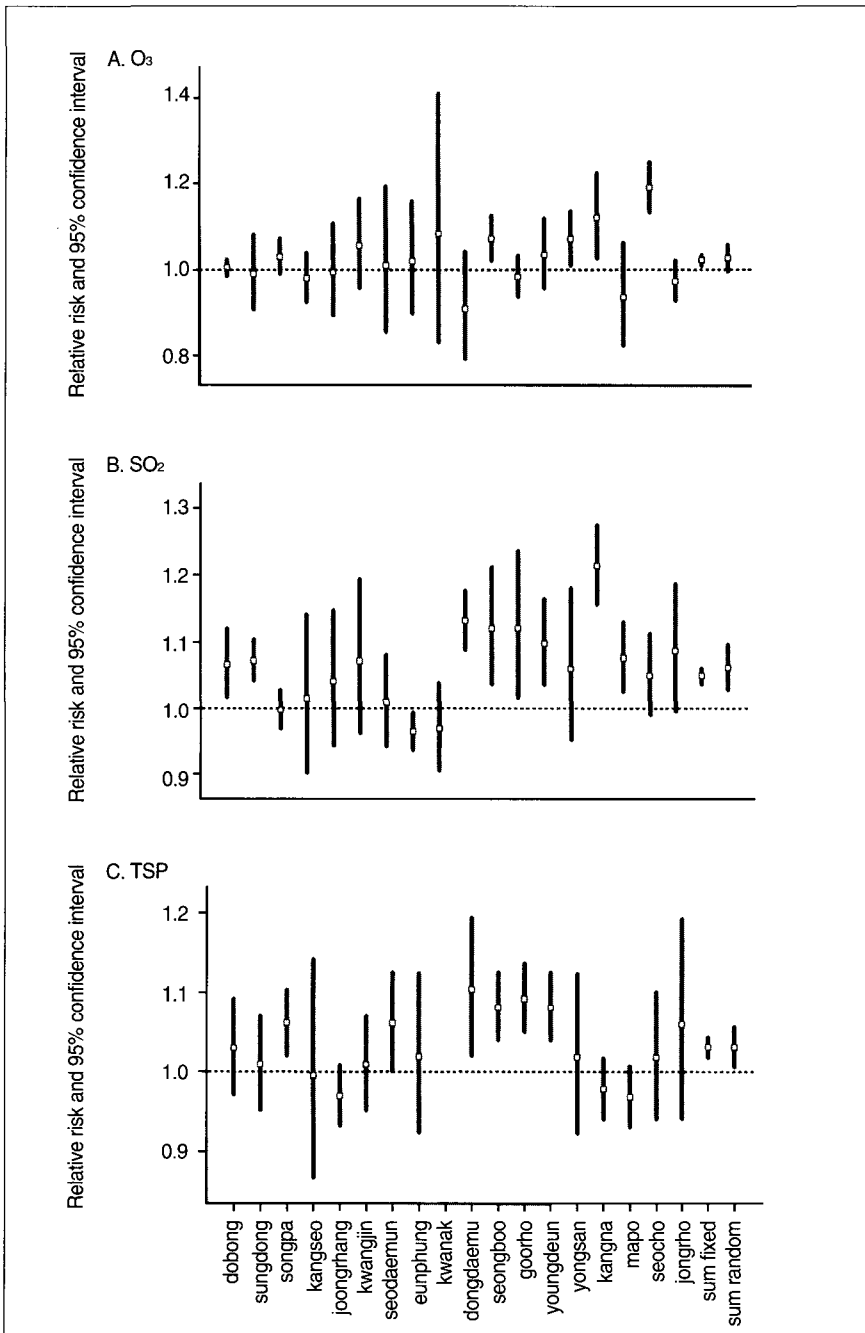 A. O₃
Relative risk and 95% confidence interval
1.4
1.2
1.0
0.8
B. SO₂
Relative risk and 95% confidence interval
1.3
1.2
1.1
1.0
0.9
C. TSP
Relative risk and 95% confidence interval
1.2
1.1
1.0
0.9
dobong
sungdong
songpa
kangseo
joongrhang
kwangjin
seodaemun
eunphung
kwanak
dongdaemu
seongboo
goorho
youngdeun
yongsan
kangna
mapo
seocho
jongrho
sum fixed
sum random